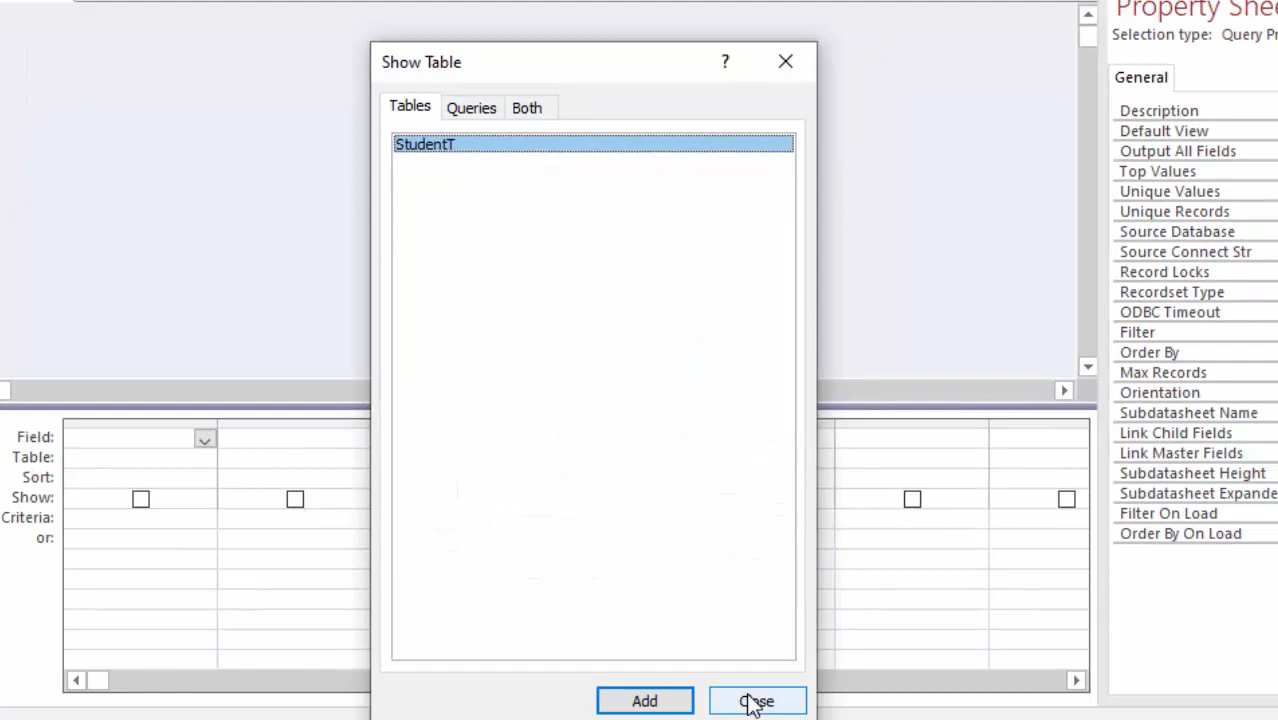 Property Shee
Selection type: Query Pr
General
Description
Default View
Output All Fields
Top Values
Unique Values
Unique Records
Source Database
Source Connect Str
Record Locks
Recordset Type
ODBC Timeout
Filter
Order By
Max Records
Orientation
Subdatasheet Name
Link Child Fields
Link Master Fields
Subdatasheet Height
Subdatasheet Expande
Filter On Load
Order By On Load
Show Table
?
Tables Queries Both
StudentT
Add Close
Field:
Table:
Sort:
Show:
Criteria:
or: